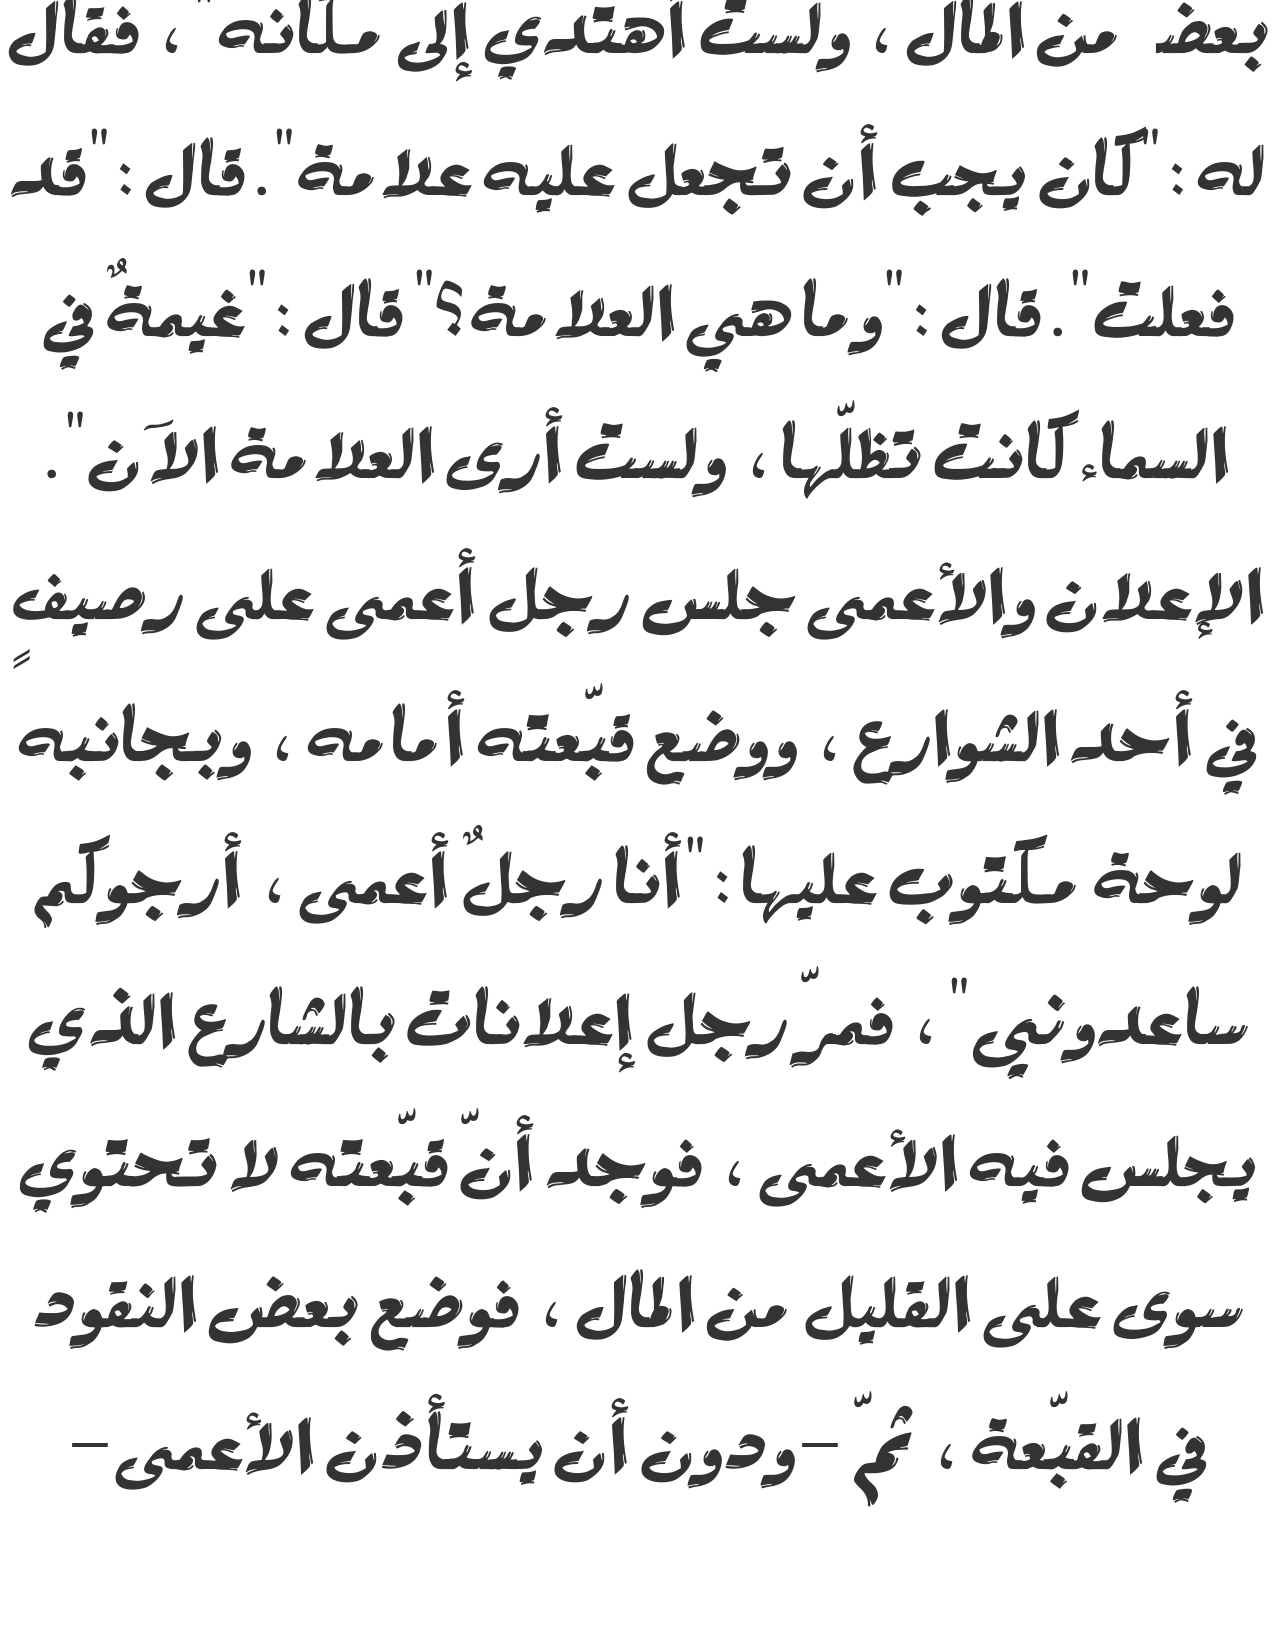 بعض من المال ، ولست أهتدي إلى مكانه" ، فقال
له :"كان يجب أن تجعل عليه علامة".قال :"قد
فعلت".قال :"وما هي العلامة؟"قال :"غيمةٌ في
السماء كانت تظلّها، ولست أرى العلامة الآن".
الإعلان والأعمى جلس رجل أعمى على رصيفٍ
في أحد الشوارع ، ووضع قبّعته أمامه ، وبجانبه
لوحة مكتوب عليها:"أنا رجلٌ أعمى ، أرجوكم
ساعدوني" ، فمرّ رجل إعلانات بالشارع الذي
يجلس فيه الأعمى ، فوجد أنّ قبّعته لا تحتوي
سوى على القليل من المال ، فوضع بعض النقود
في القبّعة ، ثمّ –ودون أن يستأذن الأعمى–